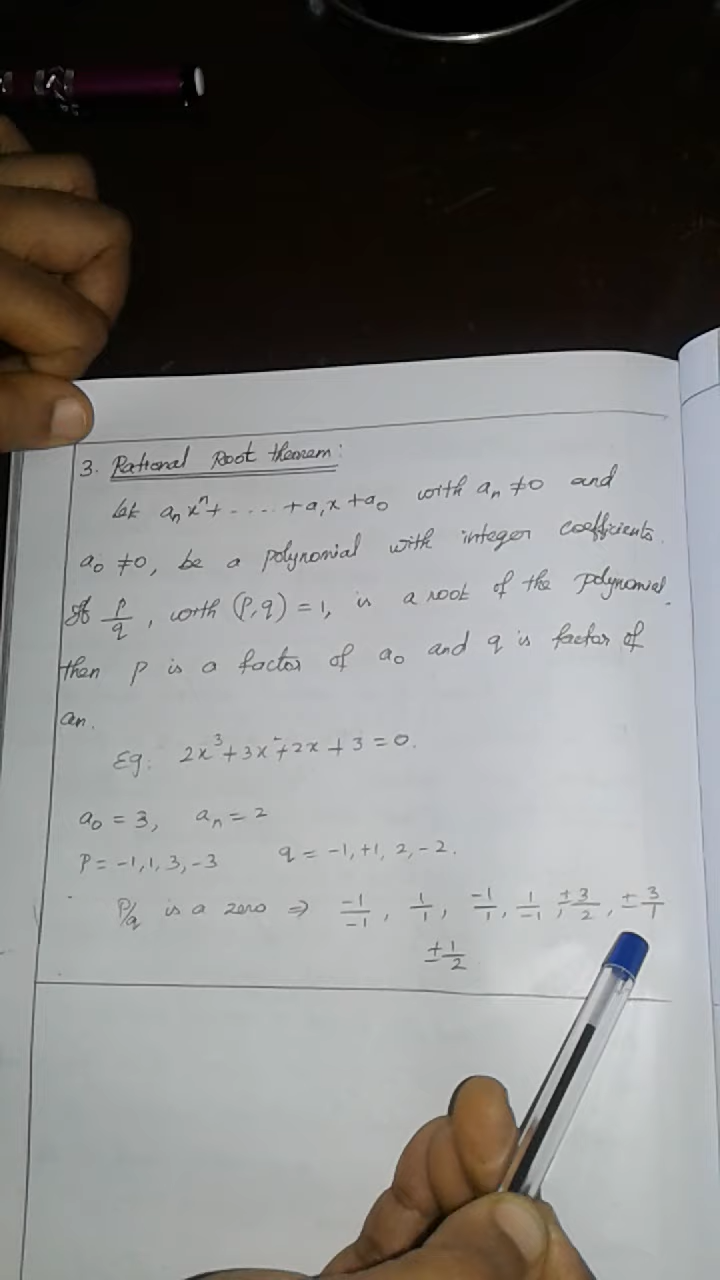 3. Rational Root theorem:
Let aₙxⁿ + ..... + a₁x + a₀ with aₙ ≠ 0 and
a₀ ≠ 0, be a polynomial with integer coefficients.
If p/q, with (p, q) = 1, is a root of the polynomial.
then p is a factor of a₀ and q is factor of
an.
Eg: 2x³ + 3x² + 2x + 3 = 0.
a₀ = 3, aₙ = 2
P = -1, 1, 3, -3 q = -1, +1, 2, -2.
P/q is a zero ⇒ -1/-1, 1/1, -1/1, 1/-1, ±3/2, ±3/1
±1/2